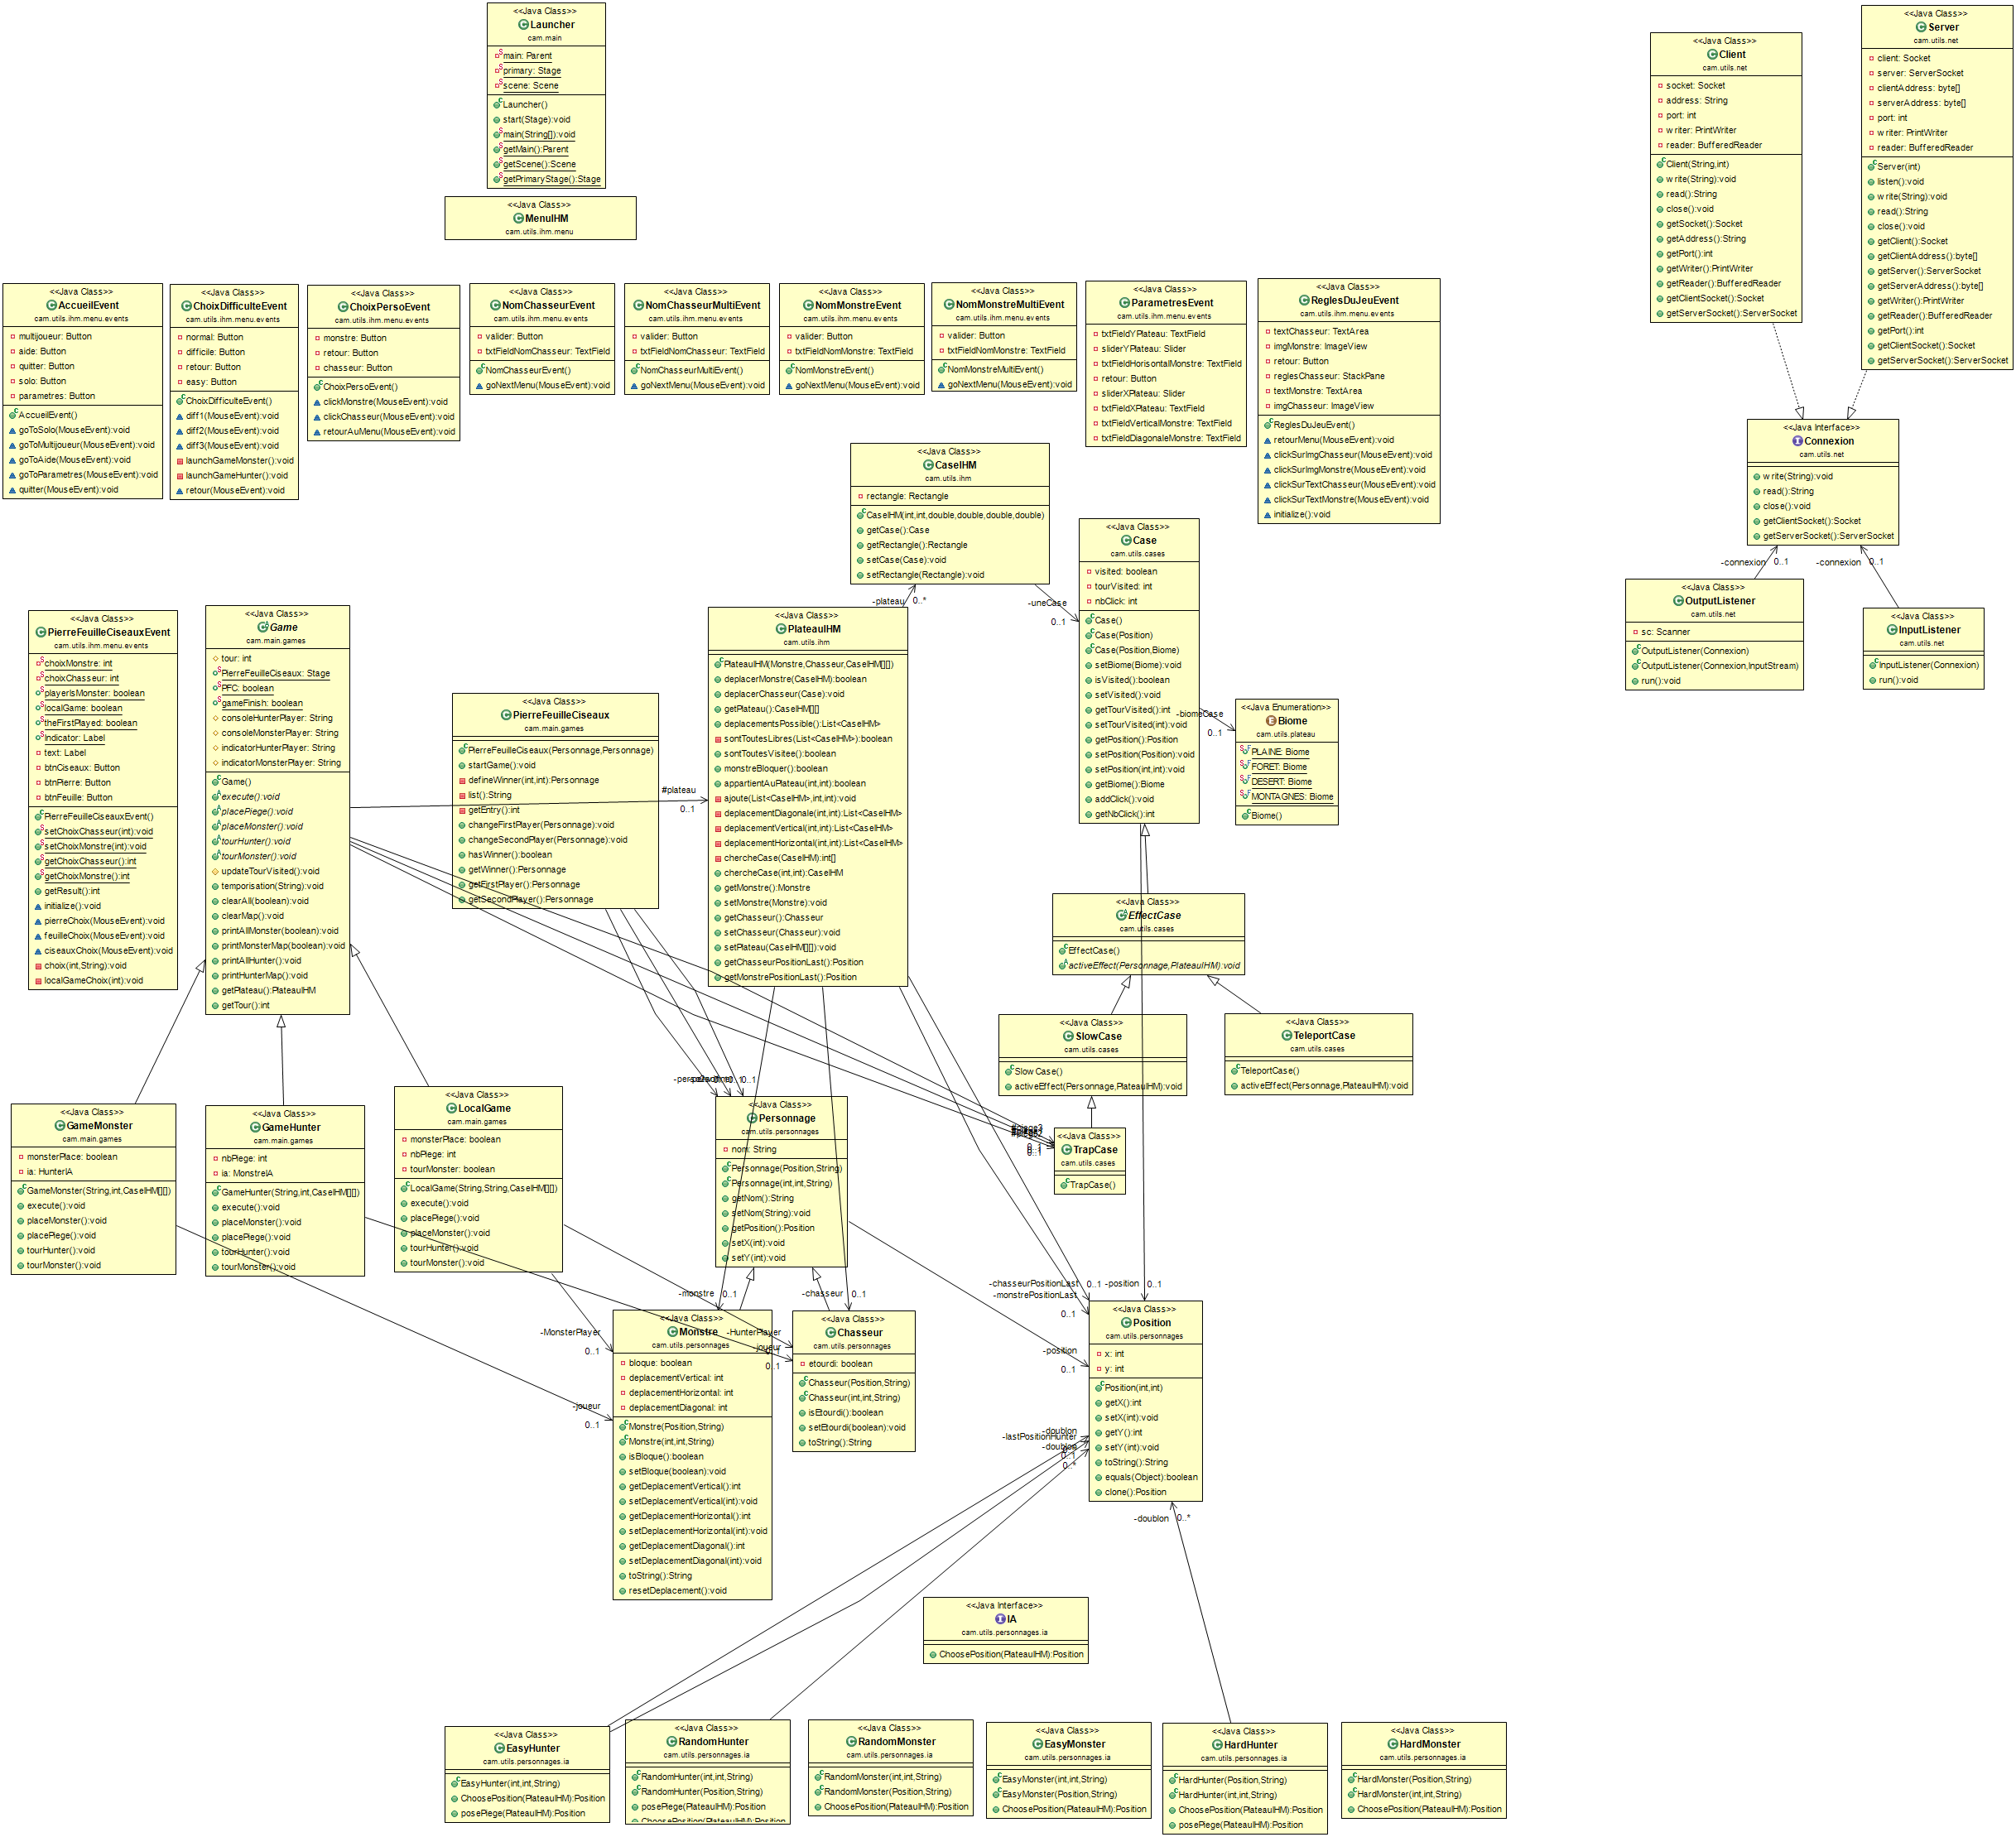 <<Java Class>>
Launcher
cam.main
main: Parent
primary: Stage
scene: Scene
Launcher()
start(Stage):void
main(String[]):void
getMain():Parent
getScene():Scene
getPrimaryStage():Stage
<<Java Class>>
MenuIHM
cam.utils.ihm.menu
<<Java Class>>
Client
cam.utils.net
socket: Socket
address: String
port: int
writer: PrintWriter
reader: BufferedReader
Client(String,int)
write(String):void
read():String
close():void
getSocket():Socket
getAddress():String
getPort():int
getWriter():PrintWriter
getReader():BufferedReader
getClientSocket():Socket
getServerSocket():ServerSocket
<<Java Class>>
Server
cam.utils.net
client: Socket
server: ServerSocket
clientAddress: byte[]
serverAddress: byte[]
port: int
writer: PrintWriter
reader: BufferedReader
Server(int)
listen():void
write(String):void
read():String
close():void
getClient():Socket
getClientAddress():byte[]
getServer():ServerSocket
getServerAddress():byte[]
getWriter():PrintWriter
getReader():BufferedReader
getPort():int
getClientSocket():Socket
getServerSocket():ServerSocket
<<Java Class>>
AccueilEvent
cam.utils.ihm.menu.events
multijoueur: Button
aide: Button
quitter: Button
solo: Button
parametres: Button
AccueilEvent()
goToSolo(MouseEvent):void
goToMultijoueur(MouseEvent):void
goToAide(MouseEvent):void
goToParametres(MouseEvent):void
quitter(MouseEvent):void
<<Java Class>>
ChoixDifficulteEvent
cam.utils.ihm.menu.events
normal: Button
difficile: Button
retour: Button
easy: Button
ChoixDifficulteEvent()
diff1(MouseEvent):void
diff2(MouseEvent):void
diff3(MouseEvent):void
launchGameMonster():void
launchGameHunter():void
retour(MouseEvent):void
<<Java Class>>
ChoixPersoEvent
cam.utils.ihm.menu.events
monstre: Button
retour: Button
chasseur: Button
ChoixPersoEvent()
clickMonstre(MouseEvent):void
clickChasseur(MouseEvent):void
retourAuMenu(MouseEvent):void
<<Java Class>>
NomChasseurEvent
cam.utils.ihm.menu.events
valider: Button
txtFieldNomChasseur: TextField
NomChasseurEvent()
goNextMenu(MouseEvent):void
<<Java Class>>
NomChasseurMultiEvent
cam.utils.ihm.menu.events
valider: Button
txtFieldNomChasseur: TextField
NomChasseurMultiEvent()
goNextMenu(MouseEvent):void
<<Java Class>>
NomMonstreEvent
cam.utils.ihm.menu.events
valider: Button
txtFieldNomMonstre: TextField
NomMonstreEvent()
goNextMenu(MouseEvent):void
<<Java Class>>
NomMonstreMultiEvent
cam.utils.ihm.menu.events
valider: Button
txtFieldNomMonstre: TextField
NomMonstreMultiEvent()
goNextMenu(MouseEvent):void
<<Java Class>>
ParametresEvent
cam.utils.ihm.menu.events
txtFieldYPlateau: TextField
sliderYPlateau: Slider
txtFieldHorisontalMonstre: TextField
retour: Button
sliderXPlateau: Slider
txtFieldXPlateau: TextField
txtFieldVerticalMonstre: TextField
txtFieldDiagonaleMonstre: TextField
<<Java Class>>
ReglesDuJeuEvent
cam.utils.ihm.menu.events
textChasseur: TextArea
imgMonstre: ImageView
retour: Button
reglesChasseur: StackPane
textMonstre: TextArea
imgChasseur: ImageView
ReglesDuJeuEvent()
retourMenu(MouseEvent):void
clickSurImgChasseur(MouseEvent):void
clickSurImgMonstre(MouseEvent):void
clickSurTextChasseur(MouseEvent):void
clickSurTextMonstre(MouseEvent):void
initialize():void
<<Java Interface>>
Connexion
cam.utils.net
write(String):void
read():String
close():void
getClientSocket():Socket
getServerSocket():ServerSocket
-connexion
0..1
-connexion
0..1
<<Java Class>>
OutputListener
cam.utils.net
sc: Scanner
OutputListener(Connexion)
OutputListener(Connexion,InputStream)
run():void
<<Java Class>>
InputListener
cam.utils.net
InputListener(Connexion)
run():void
<<Java Class>>
CaseIHM
cam.utils.ihm
rectangle: Rectangle
CaseIHM(int,int,double,double,double,double)
getCase():Case
getRectangle():Rectangle
setCase(Case):void
setRectangle(Rectangle):void
-plateau
0..*
-uneCase
0..1
<<Java Class>>
Case
cam.utils.cases
visited: boolean
tourVisited: int
nbClick: int
Case()
Case(Position)
Case(Position,Biome)
setBiome(Biome):void
isVisited():boolean
setVisited():void
getTourVisited():int
setTourVisited(int):void
getPosition():Position
setPosition(Position):void
setPosition(int,int):void
getBiome():Biome
addClick():void
getNbClick():int
-biomeCase
0..1
<<Java Enumeration>>
Biome
cam.utils.plateau
PLAINE: Biome
FORET: Biome
DESERT: Biome
MONTAGNES: Biome
Biome()
<<Java Class>>
PierreFeuilleCiseauxEvent
cam.utils.ihm.menu.events
choixMonstre: int
choixChasseur: int
playerIsMonster: boolean
localGame: boolean
theFirstPlayed: boolean
Indicator: Label
text: Label
btnCiseaux: Button
btnPierre: Button
btnFeuille: Button
PierreFeuilleCiseauxEvent()
setChoixChasseur(int):void
setChoixMonstre(int):void
getChoixChasseur():int
getChoixMonstre():int
getResult():int
initialize():void
pierreChoix(MouseEvent):void
feuilleChoix(MouseEvent):void
ciseauxChoix(MouseEvent):void
choix(int,String):void
localGameChoix(int):void
<<Java Class>>
Game
cam.main.games
tour: int
PierreFeuilleCiseaux: Stage
PFC: boolean
gameFinish: boolean
consoleHunterPlayer: String
consoleMonsterPlayer: String
indicatorHunterPlayer: String
indicatorMonsterPlayer: String
Game()
execute():void
placePiege():void
placeMonster():void
tourHunter():void
tourMonster():void
updateTourVisited():void
temporisation(String):void
clearAll(boolean):void
clearMap():void
printAllMonster(boolean):void
printMonsterMap(boolean):void
printAllHunter():void
printHunterMap():void
getPlateau():PlateauIHM
getTour():int
<<Java Class>>
PierreFeuilleCiseaux
cam.main.games
PierreFeuilleCiseaux(Personnage,Personnage)
startGame():void
defineWinner(int,int):Personnage
list():String
getEntry():int
changeFirstPlayer(Personnage):void
changeSecondPlayer(Personnage):void
hasWinner():boolean
getWinner():Personnage
getFirstPlayer():Personnage
getSecondPlayer():Personnage
#plateau
0..1
<<Java Class>>
PlateauIHM
cam.utils.ihm
PlateauIHM(Monstre,Chasseur,CaseIHM[][])
deplacerMonstre(CaseIHM):boolean
deplacerChasseur(Case):void
getPlateau():CaseIHM[][]
deplacementsPossible():List<CaseIHM>
sontToutesLibres(List<CaseIHM>):boolean
sontToutesVisitee():boolean
monstreBloquer():boolean
appartientAuPlateau(int,int):boolean
ajoute(List<CaseIHM>,int,int):void
deplacementDiagonale(int,int):List<CaseIHM>
deplacementVertical(int,int):List<CaseIHM>
deplacementHorizontal(int,int):List<CaseIHM>
chercheCase(CaseIHM):int[]
chercheCase(int,int):CaseIHM
getMonstre():Monstre
setMonstre(Monstre):void
getChasseur():Chasseur
setChasseur(Chasseur):void
setPlateau(CaseIHM[][]):void
getChasseurPositionLast():Position
getMonstrePositionLast():Position
<<Java Class>>
EffectCase
cam.utils.cases
EffectCase()
activeEffect(Personnage,PlateauIHM):void
<<Java Class>>
SlowCase
cam.utils.cases
SlowCase()
activeEffect(Personnage,PlateauIHM):void
<<Java Class>>
TeleportCase
cam.utils.cases
TeleportCase()
activeEffect(Personnage,PlateauIHM):void
0..1
<<Java Class>>
TrapCase
cam.utils.cases
TrapCase()
<<Java Class>>
GameMonster
cam.main.games
monsterPlace: boolean
ia: HunterIA
GameMonster(String,int,CaseIHM[][])
execute():void
placeMonster():void
placePiege():void
tourHunter():void
tourMonster():void
<<Java Class>>
GameHunter
cam.main.games
nbPiege: int
ia: MonstreIA
GameHunter(String,int,CaseIHM[][])
execute():void
placeMonster():void
placePiege():void
tourHunter():void
tourMonster():void
<<Java Class>>
LocalGame
cam.main.games
monsterPlace: boolean
nbPiege: int
tourMonster: boolean
LocalGame(String,String,CaseIHM[][])
execute():void
placePiege():void
placeMonster():void
tourHunter():void
tourMonster():void
<<Java Class>>
Personnage
cam.utils.personnages
nom: String
Personnage(Position,String)
Personnage(int,int,String)
getNom():String
setNom(String):void
getPosition():Position
setX(int):void
setY(int):void
-monstre
0..1
-chasseur
0..1
-chasseurPositionLast
0..1
-position
0..1
-monstrePositionLast
0..1
-MonsterPlayer
0..1
-HunterPlayer
-joueur
0..1
-joueur
0..1
<<Java Class>>
Monstre
cam.utils.personnages
bloque: boolean
deplacementVertical: int
deplacementHorizontal: int
deplacementDiagonal: int
Monstre(Position,String)
Monstre(int,int,String)
isBloque():boolean
setBloque(boolean):void
getDeplacementVertical():int
setDeplacementVertical(int):void
getDeplacementHorizontal():int
setDeplacementHorizontal(int):void
getDeplacementDiagonal():int
setDeplacementDiagonal(int):void
toString():String
resetDeplacement():void
<<Java Class>>
Chasseur
cam.utils.personnages
etourdi: boolean
Chasseur(Position,String)
Chasseur(int,int,String)
isEtourdi():boolean
setEtourdi(boolean):void
toString():String
-position
0..1
<<Java Class>>
Position
cam.utils.personnages
x: int
y: int
Position(int,int)
getX():int
setX(int):void
getY():int
setY(int):void
toString():String
equals(Object):boolean
clone():Position
-doublon
-lastPositionHunter
-doublon
0..1
0..*
-doublon
0..*
<<Java Interface>>
IA
cam.utils.personnages.ia
ChoosePosition(PlateauIHM):Position
<<Java Class>>
EasyHunter
cam.utils.personnages.ia
EasyHunter(int,int,String)
ChoosePosition(PlateauIHM):Position
posePiege(PlateauIHM):Position
<<Java Class>>
RandomHunter
cam.utils.personnages.ia
RandomHunter(int,int,String)
RandomHunter(Position,String)
posePiege(PlateauIHM):Position
ChoosePosition(PlateauIHM):Position
<<Java Class>>
RandomMonster
cam.utils.personnages.ia
RandomMonster(int,int,String)
RandomMonster(Position,String)
ChoosePosition(PlateauIHM):Position
<<Java Class>>
EasyMonster
cam.utils.personnages.ia
EasyMonster(int,int,String)
EasyMonster(Position,String)
ChoosePosition(PlateauIHM):Position
<<Java Class>>
HardHunter
cam.utils.personnages.ia
HardHunter(Position,String)
HardHunter(int,int,String)
ChoosePosition(PlateauIHM):Position
posePiege(PlateauIHM):Position
<<Java Class>>
HardMonster
cam.utils.personnages.ia
HardMonster(Position,String)
HardMonster(int,int,String)
ChoosePosition(PlateauIHM):Position